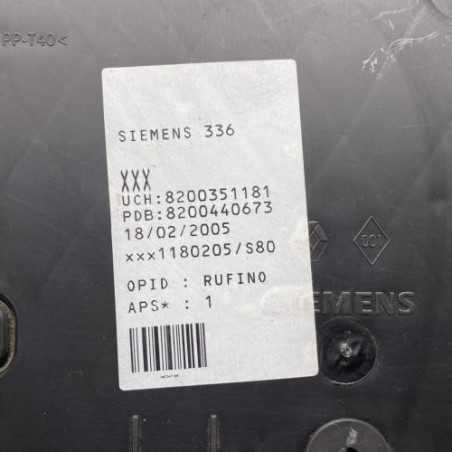 PP-T40<
SIEMENS 336
XXX
UCH:8200351181
PDB:8200440673
18/02/2005
xxx1180205/S80
OPID : RUFINO
APS* : 1
001
SIEMENS